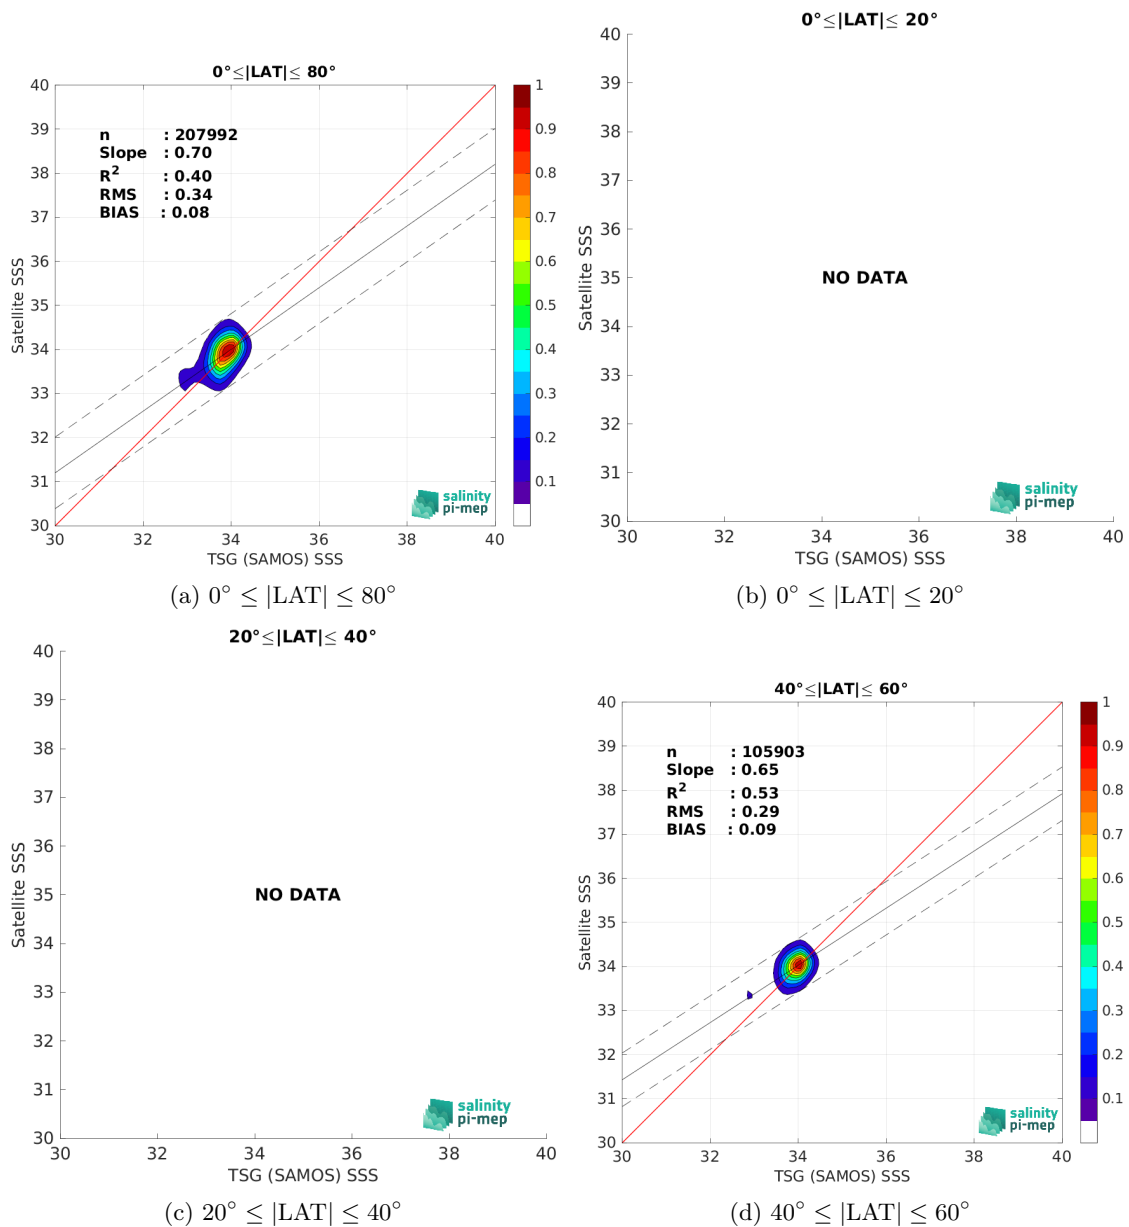 0°≤|LAT|≤ 80°
n : 207992
Slope : 0.70
R² : 0.40
RMS : 0.34
BIAS : 0.08
Satellite SSS
40
39
38
37
36
35
34
33
32
31
30
30 32 34 36 38 40
TSG (SAMOS) SSS
1
0.9
0.8
0.7
0.6
0.5
0.4
0.3
0.2
0.1
salinity
pi-mep
(a) 0° ≤ |LAT| ≤ 80°
0°≤|LAT|≤ 20°
Satellite SSS
40
39
38
37
36
35
34
33
32
31
30
NO DATA
30 32 34 36 38 40
TSG (SAMOS) SSS
salinity
pi-mep
(b) 0° ≤ |LAT| ≤ 20°
20°≤|LAT|≤ 40°
Satellite SSS
40
39
38
37
36
35
34
33
32
31
30
NO DATA
30 32 34 36 38 40
TSG (SAMOS) SSS
salinity
pi-mep
(c) 20° ≤ |LAT| ≤ 40°
40°≤|LAT|≤ 60°
n : 105903
Slope : 0.65
R² : 0.53
RMS : 0.29
BIAS : 0.09
Satellite SSS
40
39
38
37
36
35
34
33
32
31
30
30 32 34 36 38 40
TSG (SAMOS) SSS
1
0.9
0.8
0.7
0.6
0.5
0.4
0.3
0.2
0.1
salinity
pi-mep
(d) 40° ≤ |LAT| ≤ 60°